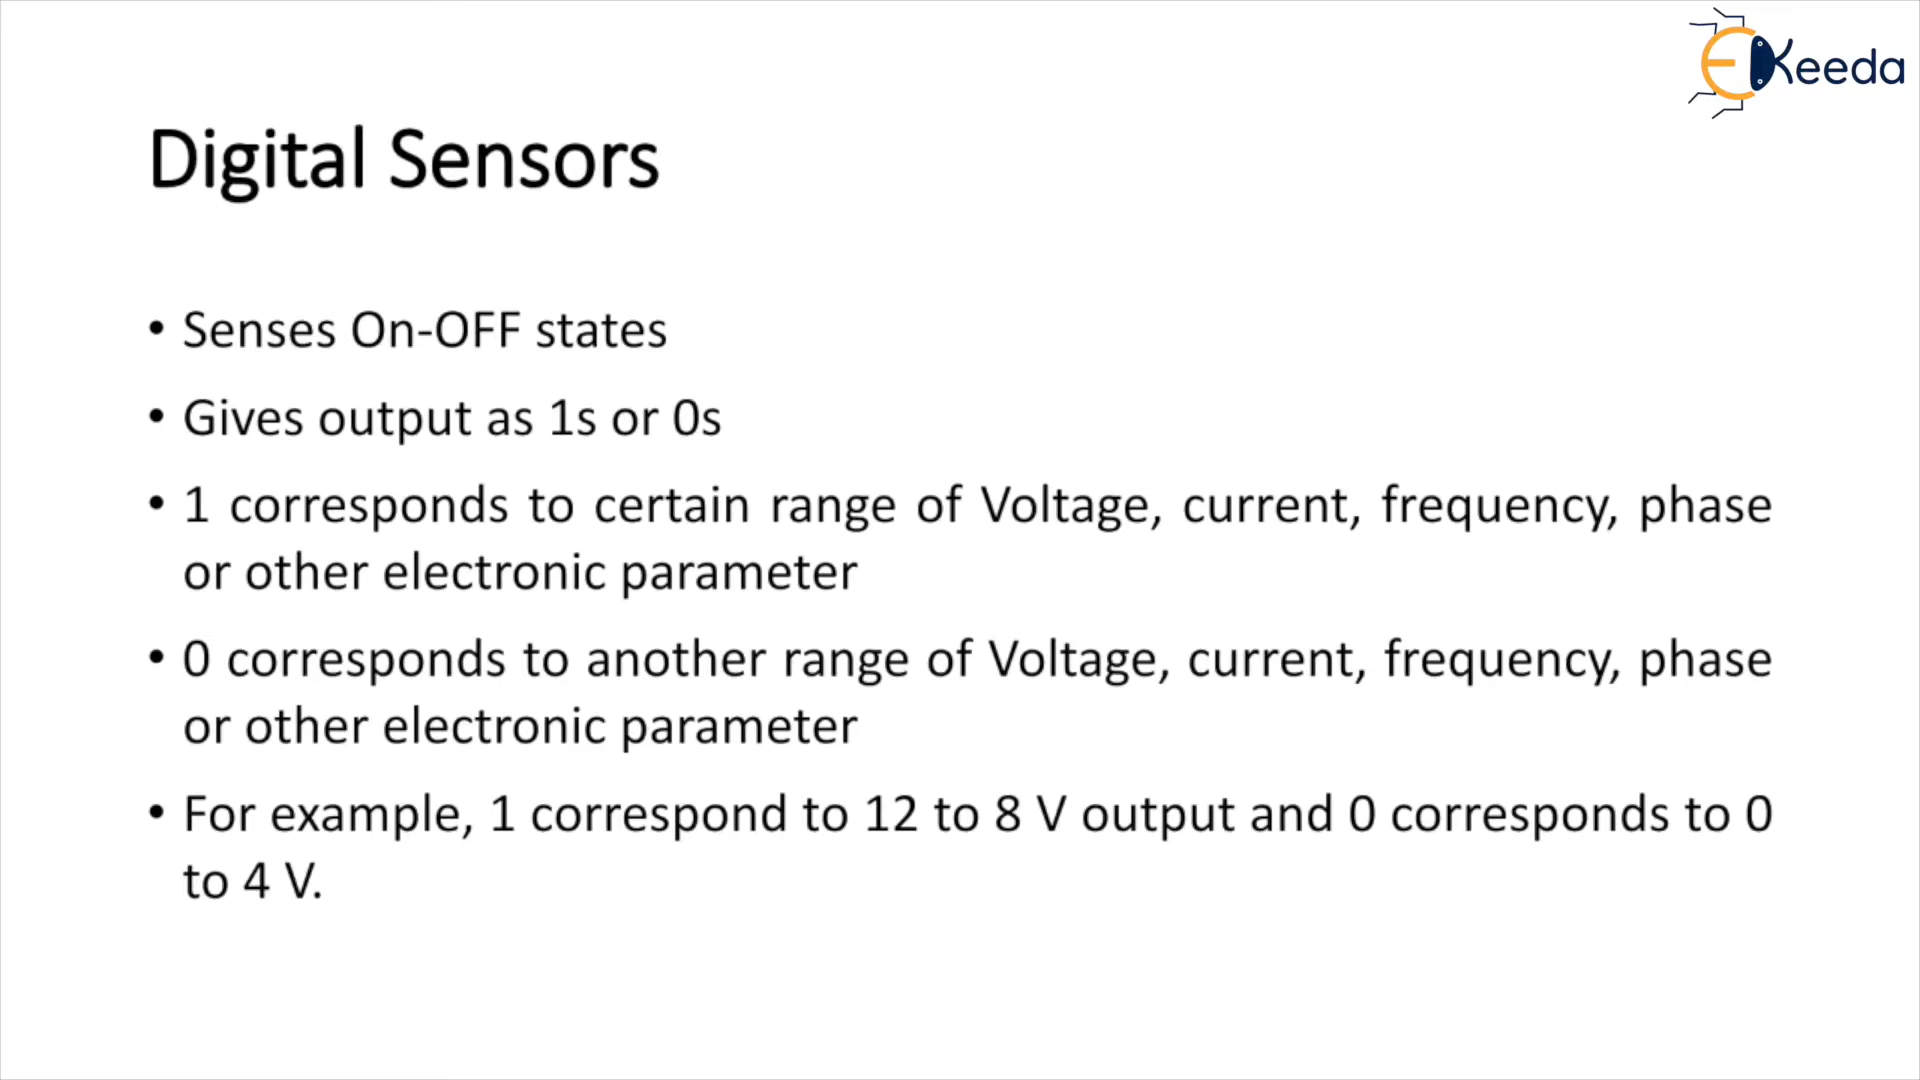 EKeeda
Digital Sensors
• Senses On-OFF states
• Gives output as 1s or 0s
• 1 corresponds to certain range of Voltage, current, frequency, phase
or other electronic parameter
• 0 corresponds to another range of Voltage, current, frequency, phase
or other electronic parameter
• For example, 1 correspond to 12 to 8 V output and 0 corresponds to 0
to 4 V.